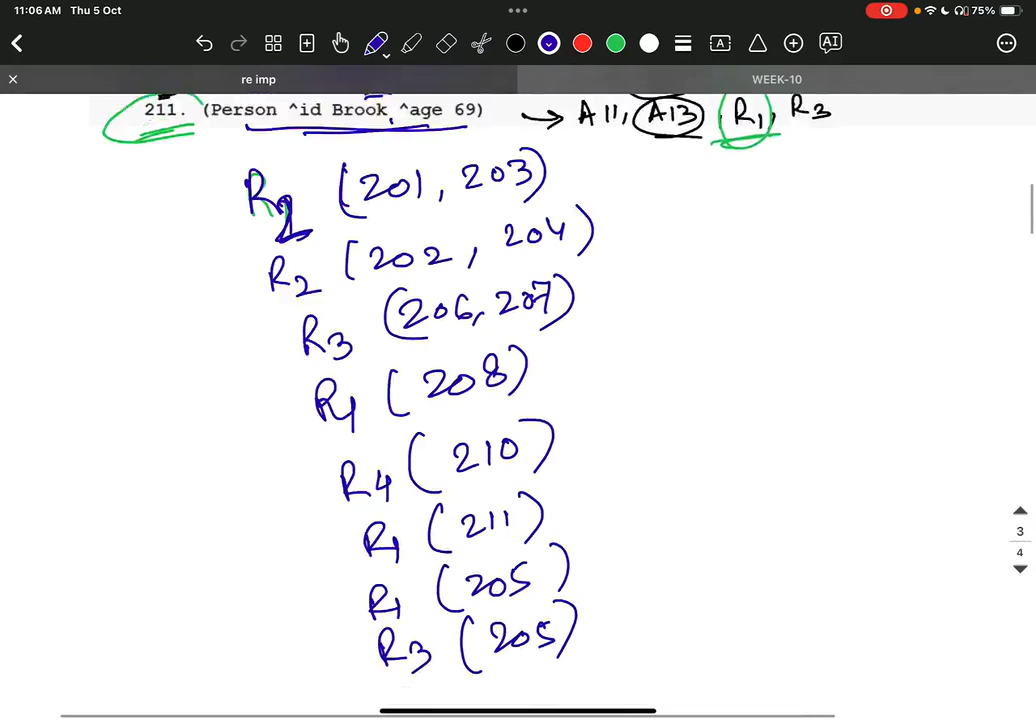 11:06 AM Thu 5 Oct 75%
A AI
re imp WEEK-10
211. (Person ^id Brook ^age 69) → A11, A13, R1, R3
R2 (201, 203)
R2 (202, 204)
R3 (206, 207)
R1 (208)
R4 (210)
R1 (211)
R1 (205)
R3 (205)
3
4